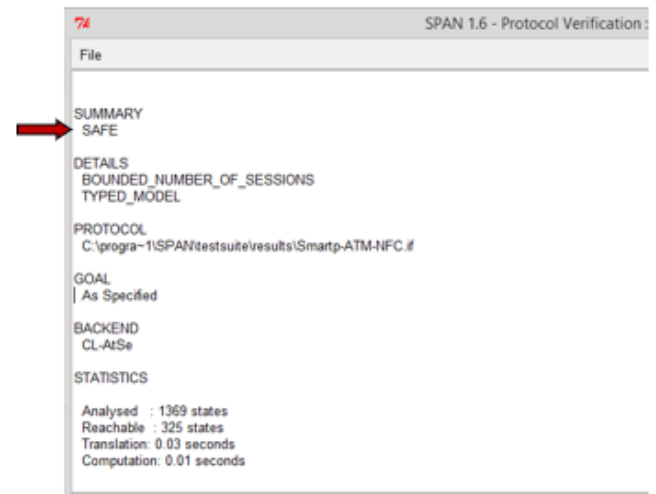 SPAN 1.6 - Protocol Verification :
File
SUMMARY
SAFE
DETAILS
BOUNDED_NUMBER_OF_SESSIONS
TYPED_MODEL
PROTOCOL
C:\progra~1\SPAN\testsuite\results\Smartp-ATM-NFC.if
GOAL
As Specified
BACKEND
CL-AtSe
STATISTICS
Analysed : 1369 states
Reachable : 325 states
Translation: 0.03 seconds
Computation: 0.01 seconds